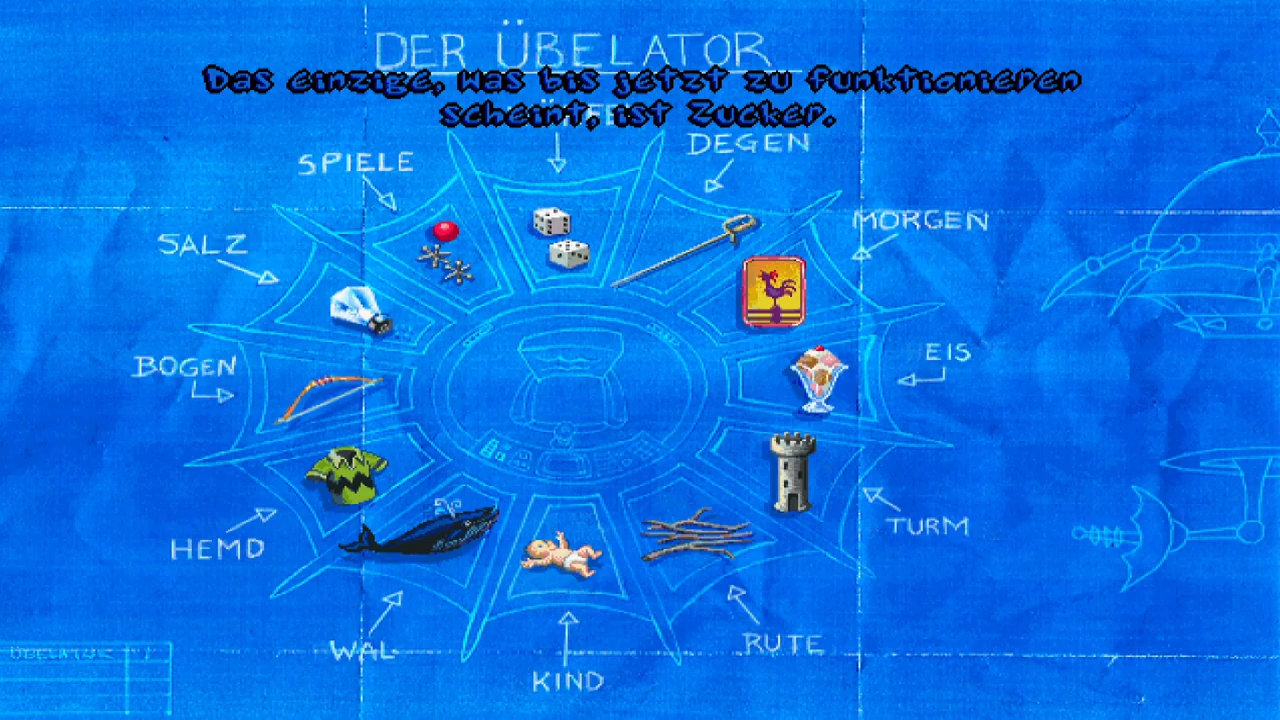 DER ÜBELATOR
Das einzige, was bis jetzt zu funktionieren
scheint, ist Zucker.
DEGEN
SPIELE
MORGEN
SALZ
EIS
BOGEN
TURM
HEMD
RUTE
WAL
KIND
ÜBELATOR